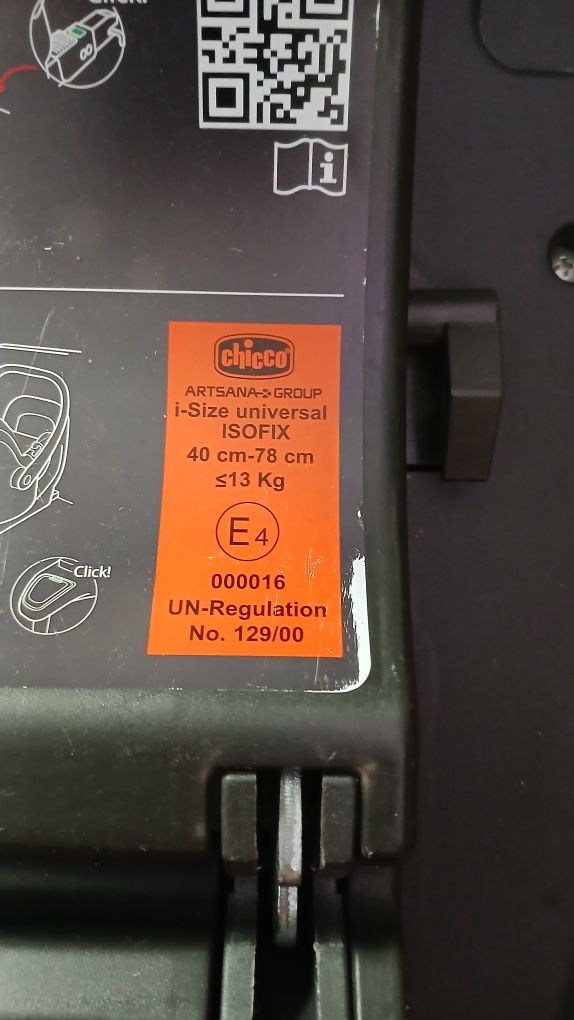 Click!
chicco
ARTSANA GROUP
i-Size universal
ISOFIX
40 cm-78 cm
≤13 Kg
E4
000016
UN-Regulation
No. 129/00
Click!